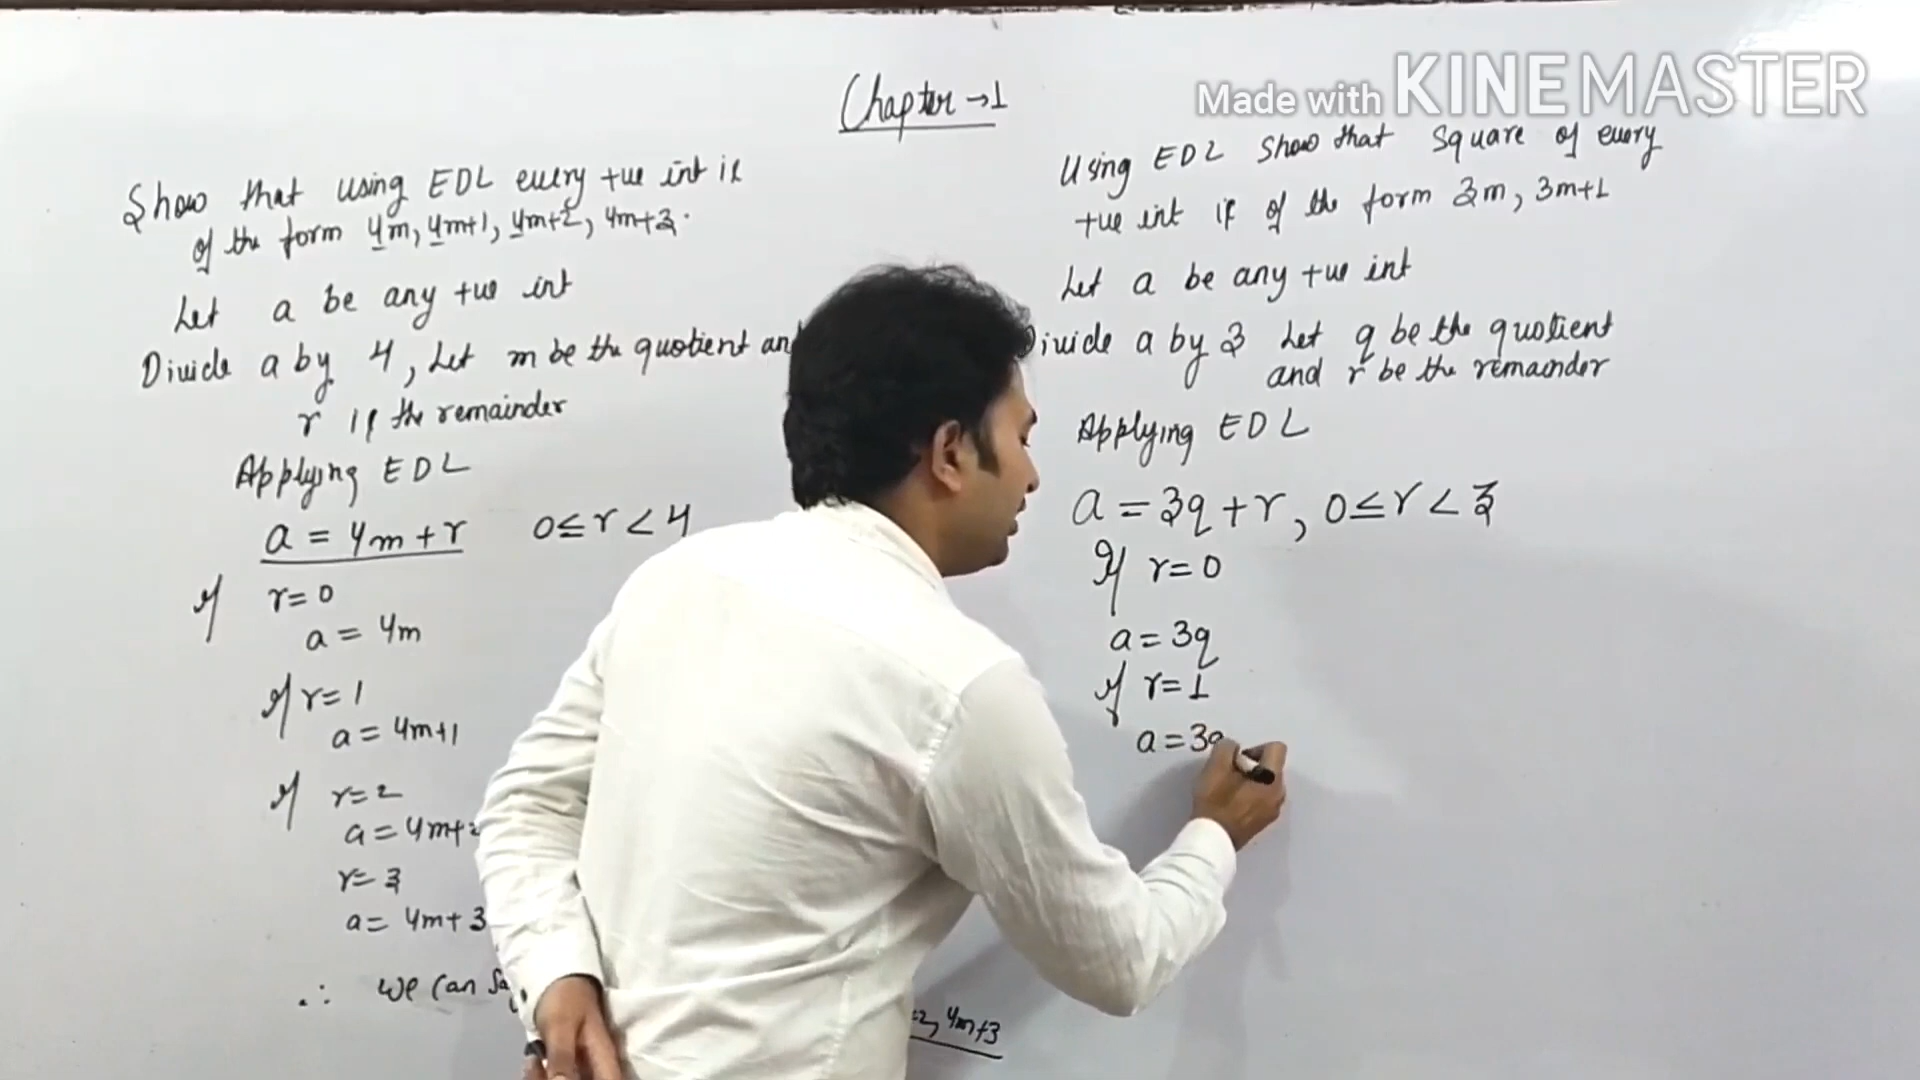 Made with KINEMASTER
Chapter → 1
Show that using EDL every +ve int is
of the form 4m, 4m+1, 4m+2, 4m+3.
Let a be any +ve int
Divide a by 4, Let m be the quotient an
r is the remainder
Applying EDL
a = 4m + r 0 ≤ r < 4
If r = 0
a = 4m
If r = 1
a = 4m+1
If r = 2
a = 4m+2
r = 3
a = 4m + 3
∴ we can Sa
4m+3
Using EDL Show that Square of every
+ve int is of the form 3m, 3m+1
Let a be any +ve int
Divide a by 3 Let q be the quotient
and r be the remainder
Applying EDL
a = 3q + r, 0 ≤ r < 3
If r = 0
a = 3q
If r = 1
a = 3q